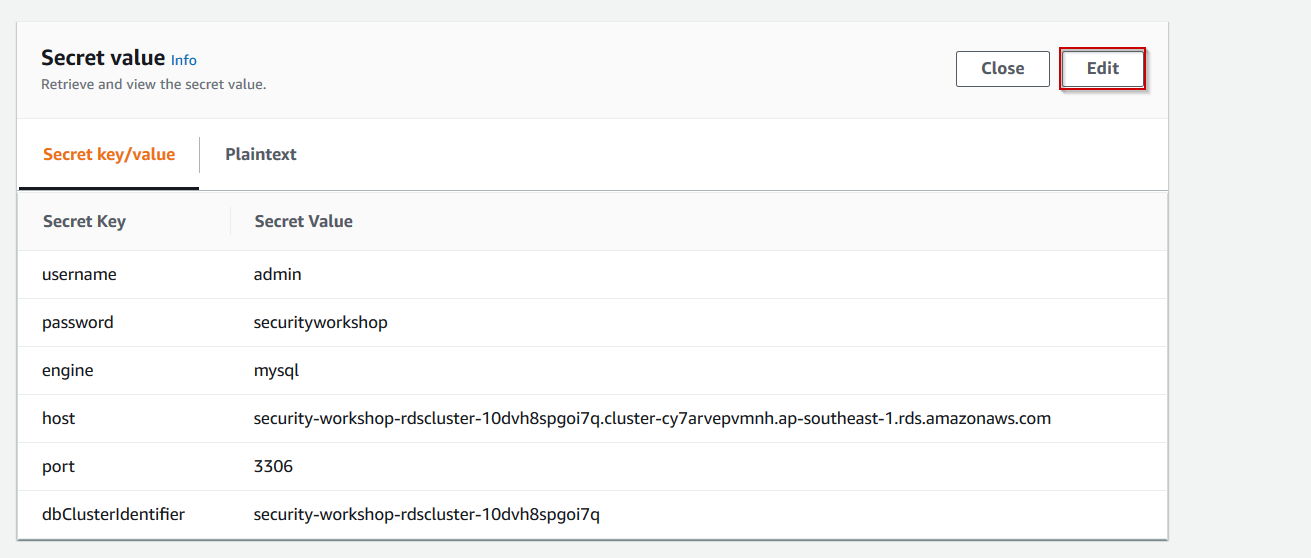 Secret value Info
Retrieve and view the secret value.
Close
Edit
Secret key/value
Plaintext
Secret Key
Secret Value
username
admin
password
securityworkshop
engine
mysql
host
security-workshop-rdscluster-10dvh8spgoi7q.cluster-cy7arvepvmnh.ap-southeast-1.rds.amazonaws.com
port
3306
dbClusterIdentifier
security-workshop-rdscluster-10dvh8spgoi7q